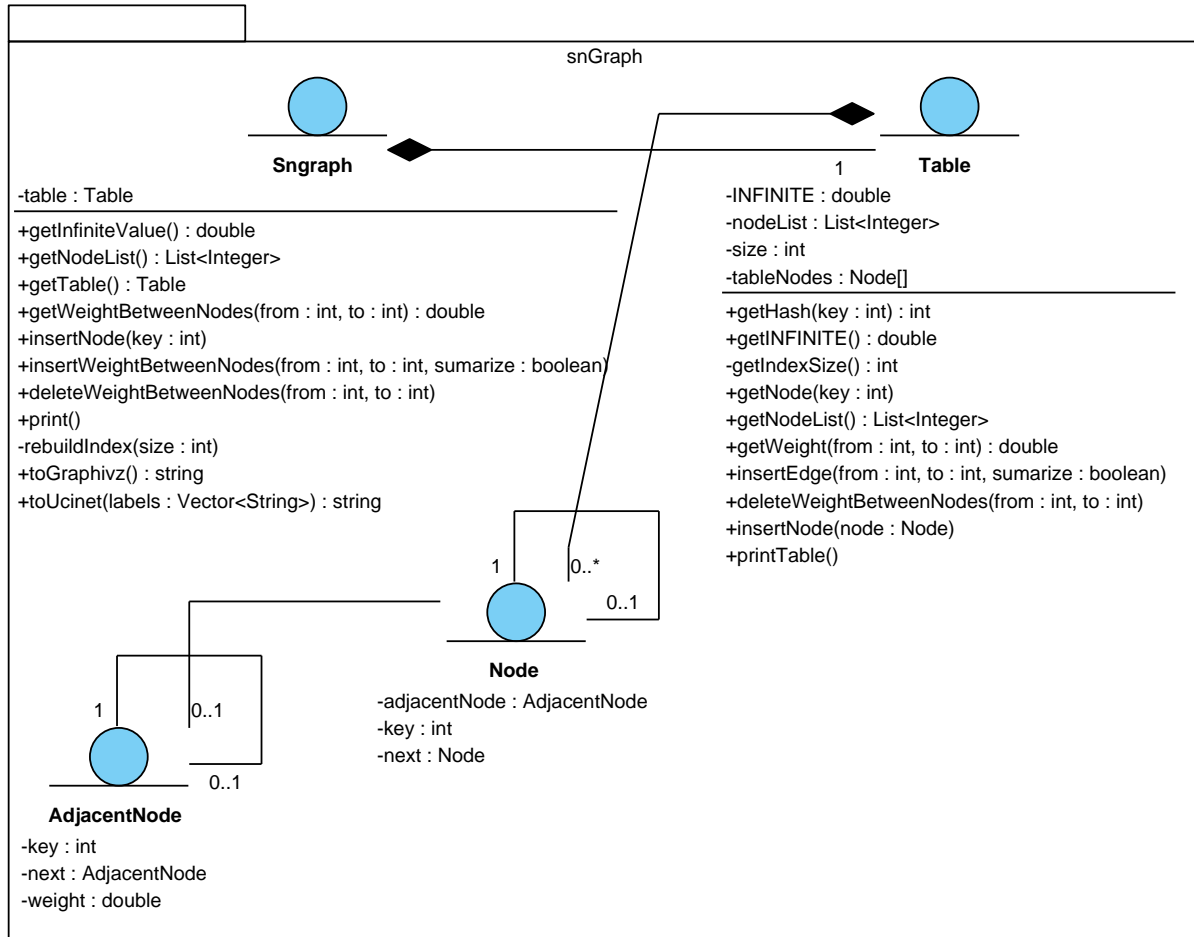 snGraph
Sngraph
-table : Table
+getInfiniteValue() : double
+getNodeList() : List<Integer>
+getTable() : Table
+getWeightBetweenNodes(from : int, to : int) : double
+insertNode(key : int)
+insertWeightBetweenNodes(from : int, to : int, sumarize : boolean)
+deleteWeightBetweenNodes(from : int, to : int)
+print()
-rebuildIndex(size : int)
+toGraphivz() : string
+toUcinet(labels : Vector<String>) : string
1
Table
-INFINITE : double
-nodeList : List<Integer>
-size : int
-tableNodes : Node[]
+getHash(key : int) : int
+getINFINITE() : double
-getIndexSize() : int
+getNode(key : int)
+getNodeList() : List<Integer>
+getWeight(from : int, to : int) : double
+insertEdge(from : int, to : int, sumarize : boolean)
+deleteWeightBetweenNodes(from : int, to : int)
+insertNode(node : Node)
+printTable()
1
0..*
0..1
Node
-adjacentNode : AdjacentNode
-key : int
-next : Node
1
0..1
0..1
AdjacentNode
-key : int
-next : AdjacentNode
-weight : double